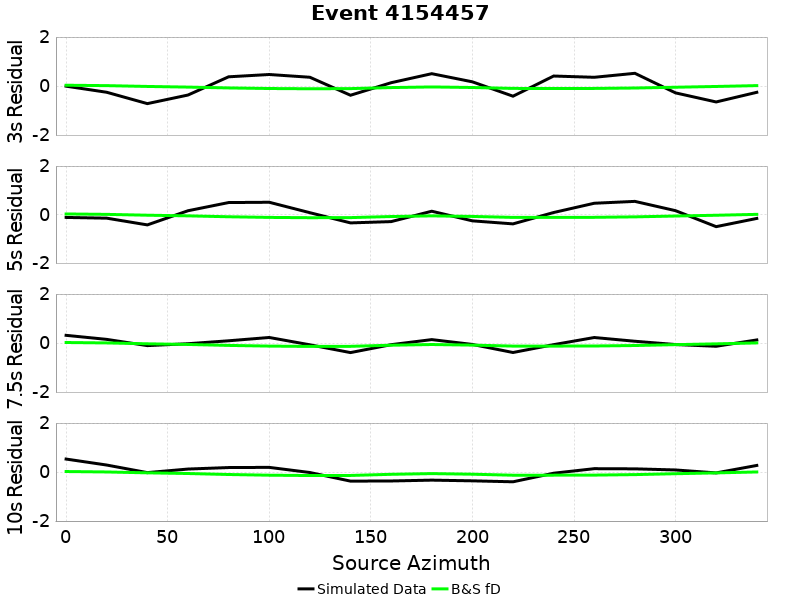 Event 4154457
3s Residual
2
0
-2
5s Residual
2
0
-2
7.5s Residual
2
0
-2
10s Residual
2
0
-2
0 50 100 150 200 250 300
Source Azimuth
Simulated Data B&S fD